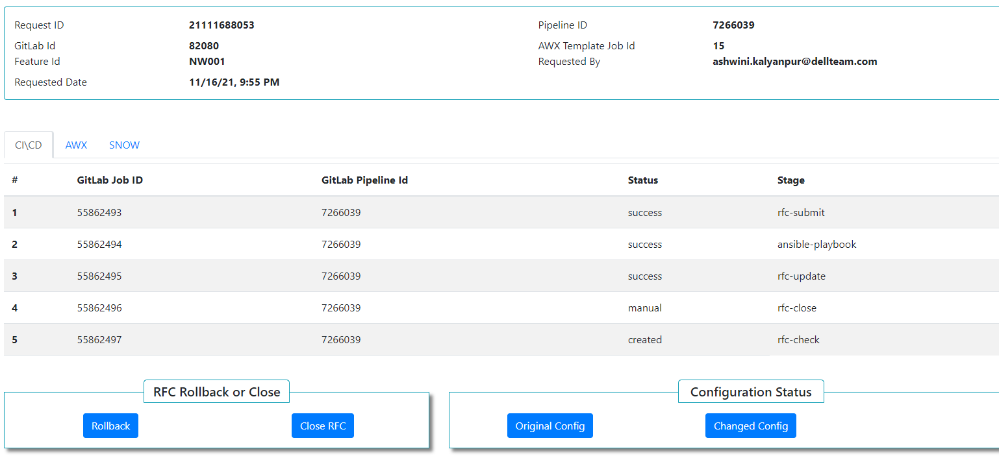 Request ID 21111688053 Pipeline ID 7266039
GitLab Id 82080 AWX Template Job Id 15
Feature Id NW001 Requested By ashwini.kalyanpur@dellteam.com
Requested Date 11/16/21, 9:55 PM
CI\CD AWX SNOW
# GitLab Job ID GitLab Pipeline Id Status Stage
1 55862493 7266039 success rfc-submit
2 55862494 7266039 success ansible-playbook
3 55862495 7266039 success rfc-update
4 55862496 7266039 manual rfc-close
5 55862497 7266039 created rfc-check
RFC Rollback or Close Configuration Status
Rollback Close RFC Original Config Changed Config